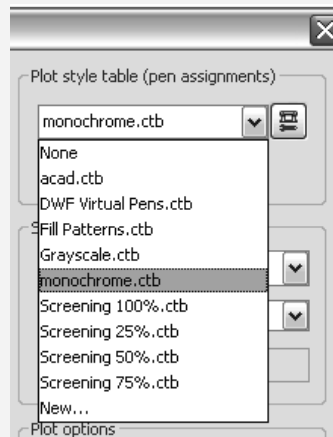 Plot style table (pen assignments)
monochrome.ctb
None
acad.ctb
DWF Virtual Pens.ctb
Fill Patterns.ctb
Grayscale.ctb
monochrome.ctb
Screening 100%.ctb
Screening 25%.ctb
Screening 50%.ctb
Screening 75%.ctb
New...
Plot options